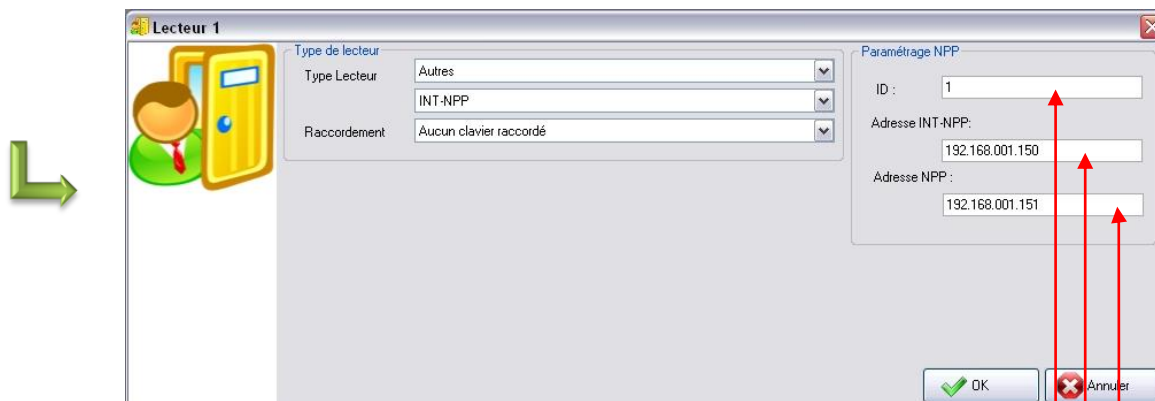 Lecteur 1
Type de lecteur
Type Lecteur Autres
INT-NPP
Raccordement Aucun clavier raccordé
Paramétrage NPP
ID : 1
Adresse INT-NPP:
192.168.001.150
Adresse NPP :
192.168.001.151
OK Annuler